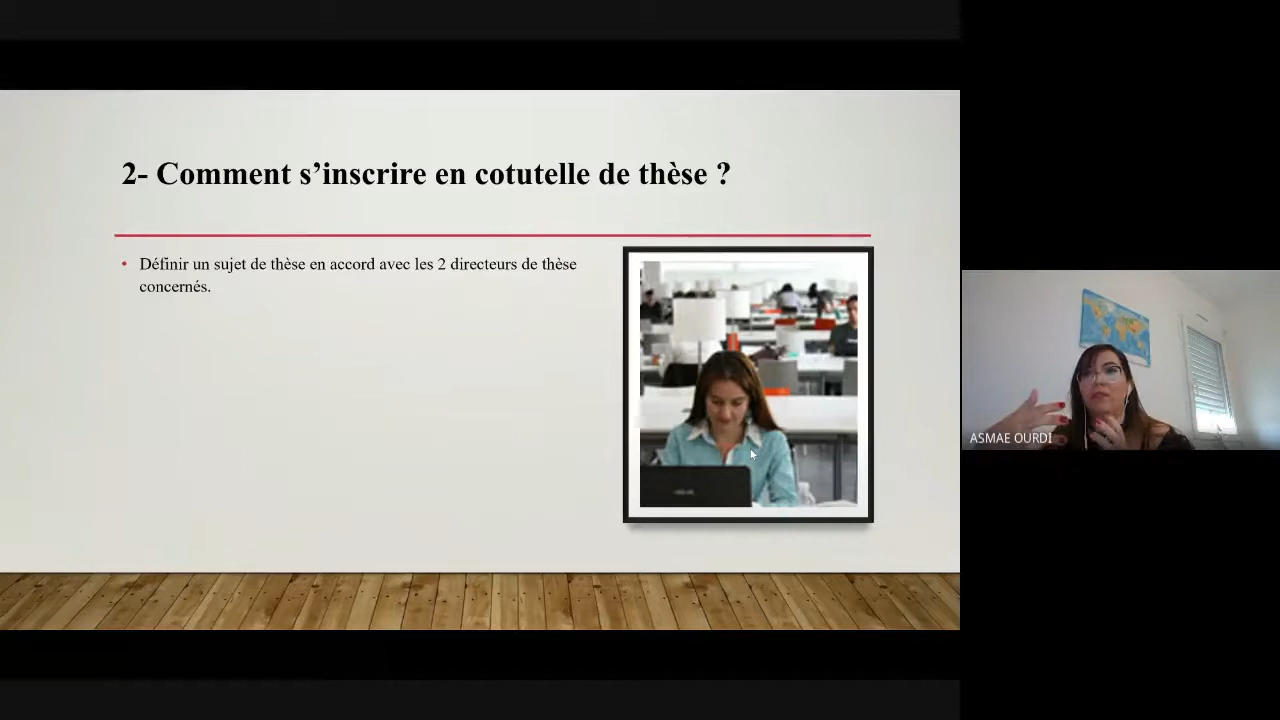 2- Comment s’inscrire en cotutelle de thèse ?
• Définir un sujet de thèse en accord avec les 2 directeurs de thèse
concernés.
ASMAE OURDI